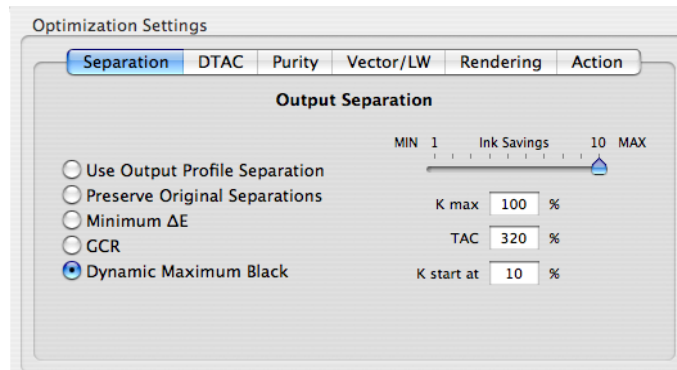 Optimization Settings
Separation DTAC Purity Vector/LW Rendering Action
Output Separation
MIN 1 Ink Savings 10 MAX
Use Output Profile Separation
Preserve Original Separations
Minimum ΔE
GCR
Dynamic Maximum Black
K max 100 %
TAC 320 %
K start at 10 %